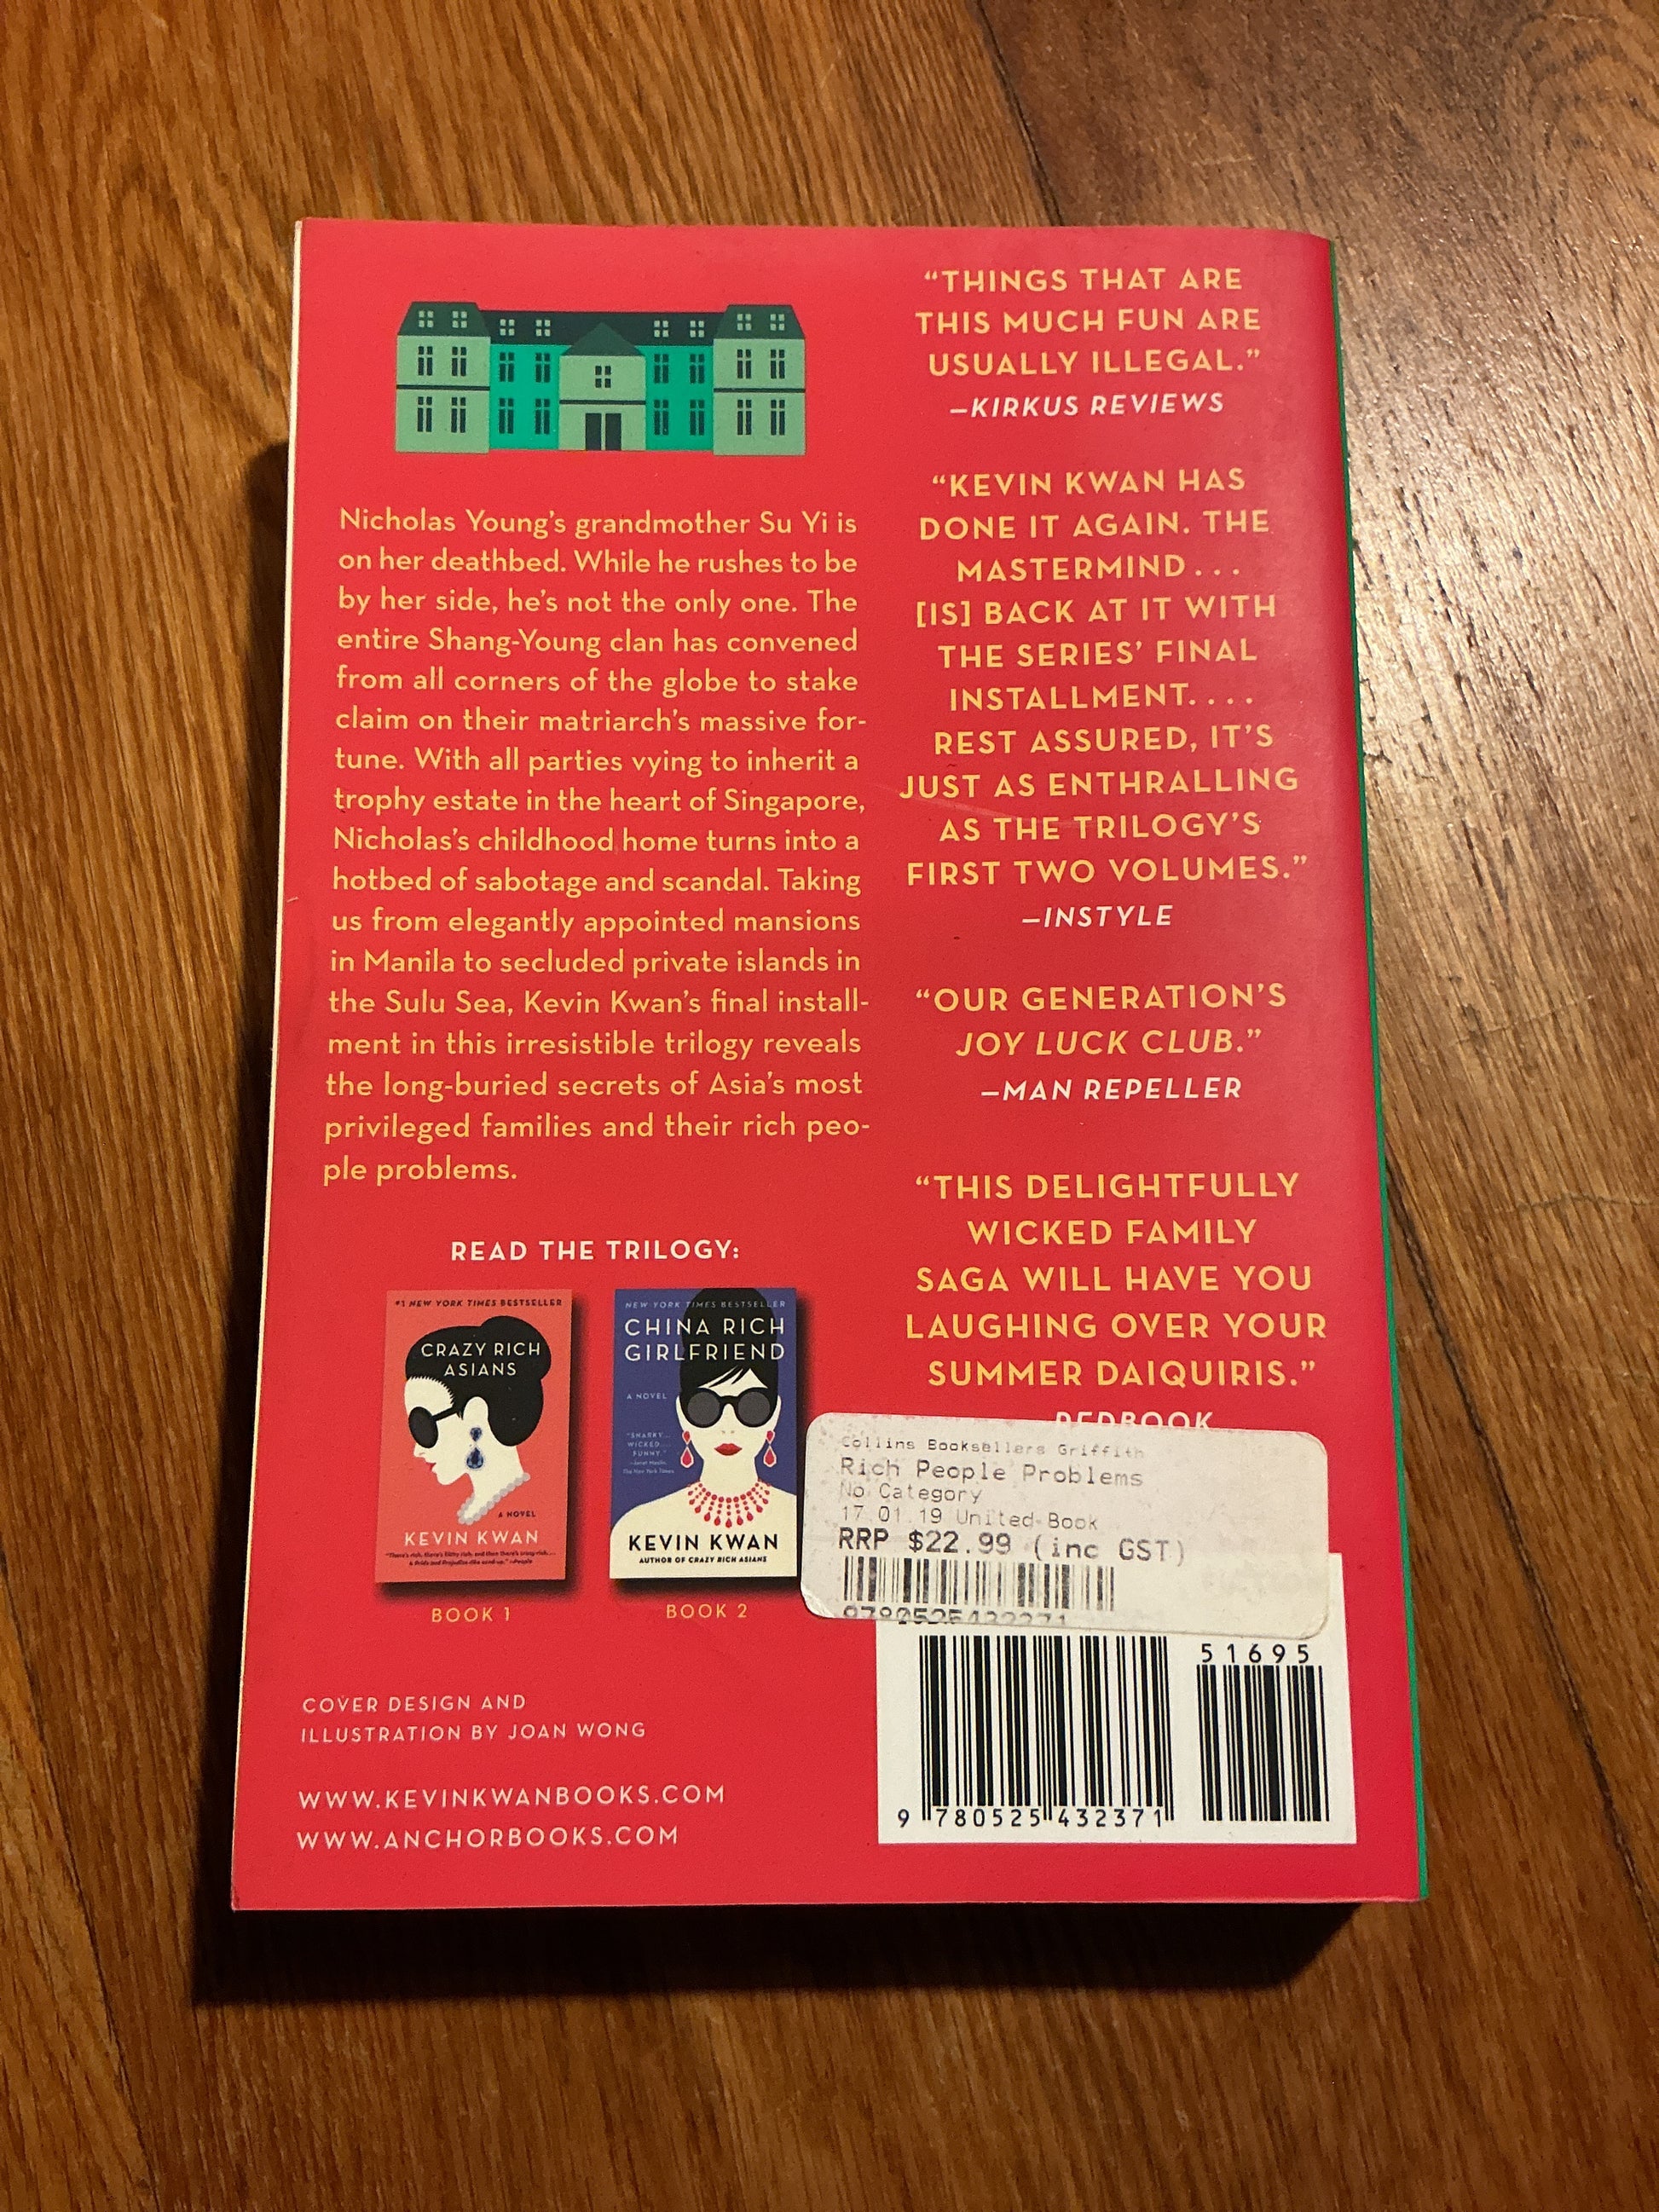 Nicholas Young's grandmother Su Yi is
on her deathbed. While he rushes to be
by her side, he's not the only one. The
entire Shang-Young clan has convened
from all corners of the globe to stake
claim on their matriarch's massive for-
tune. With all parties vying to inherit a
trophy estate in the heart of Singapore,
Nicholas's childhood home turns into a
hotbed of sabotage and scandal. Taking
us from elegantly appointed mansions
in Manila to secluded private islands in
the Sulu Sea, Kevin Kwan's final install-
ment in this irresistible trilogy reveals
the long-buried secrets of Asia's most
privileged families and their rich peo-
ple problems.
READ THE TRILOGY:
#1 NEW YORK TIMES BESTSELLER
CRAZY RICH
ASIANS
A NOVEL
KEVIN KWAN
BOOK 1
NEW YORK TIMES BESTSELLER
CHINA RICH
GIRLFRIEND
A NOVEL
"SNARKY...
WICKED...
FUNNY."
KEVIN KWAN
AUTHOR OF CRAZY RICH ASIANS
BOOK 2
COVER DESIGN AND
ILLUSTRATION BY JOAN WONG
WWW.KEVINKWANBOOKS.COM
WWW.ANCHORBOOKS.COM
"THINGS THAT ARE
THIS MUCH FUN ARE
USUALLY ILLEGAL."
—KIRKUS REVIEWS
"KEVIN KWAN HAS
DONE IT AGAIN. THE
MASTERMIND...
[IS] BACK AT IT WITH
THE SERIES' FINAL
INSTALLMENT....
REST ASSURED, IT'S
JUST AS ENTHRALLING
AS THE TRILOGY'S
FIRST TWO VOLUMES."
—INSTYLE
"OUR GENERATION'S
JOY LUCK CLUB."
—MAN REPELLER
"THIS DELIGHTFULLY
WICKED FAMILY
SAGA WILL HAVE YOU
LAUGHING OVER YOUR
SUMMER DAIQUIRIS."
REDBOOK
Collins Booksellers Griffith
Rich People Problems
No Category
17.01.19 United Book
RRP $22.99 (inc GST)
9780525432371
51695
9 780525 432371